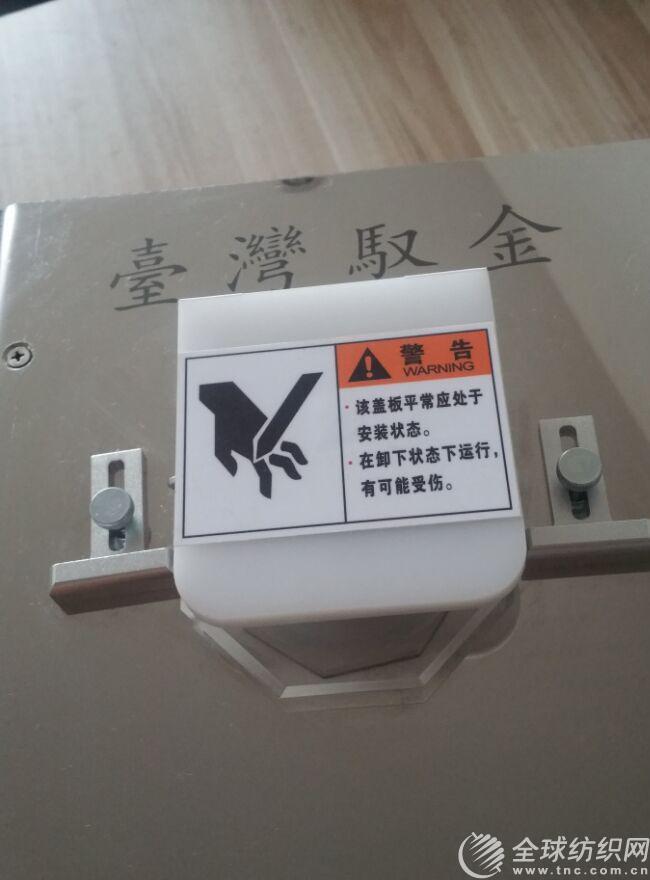 臺灣馭金
警告
WARNING
·该盖板平常应处于
安装状态。
·在卸下状态下运行，
有可能受伤。
全球纺织网
www.tnc.com.cn